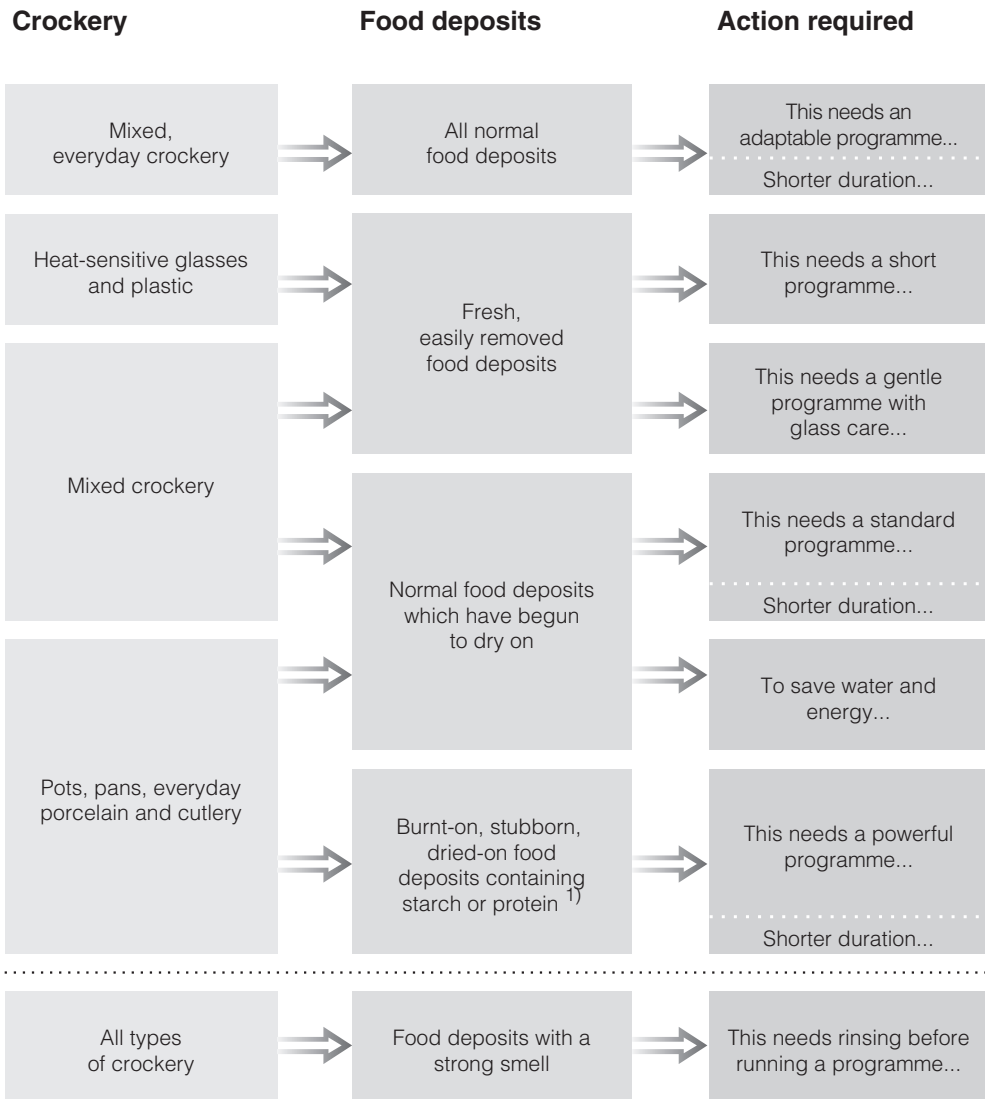 Crockery
Food deposits
Action required
Mixed,
everyday crockery
All normal
food deposits
This needs an
adaptable programme...
Shorter duration...
Heat-sensitive glasses
and plastic
Fresh,
easily removed
food deposits
This needs a short
programme...
This needs a gentle
programme with
glass care...
Mixed crockery
Normal food deposits
which have begun
to dry on
This needs a standard
programme...
Shorter duration...
To save water and
energy...
Pots, pans, everyday
porcelain and cutlery
Burnt-on, stubborn,
dried-on food
deposits containing
starch or protein 1)
This needs a powerful
programme...
Shorter duration...
All types
of crockery
Food deposits with a
strong smell
This needs rinsing before
running a programme...